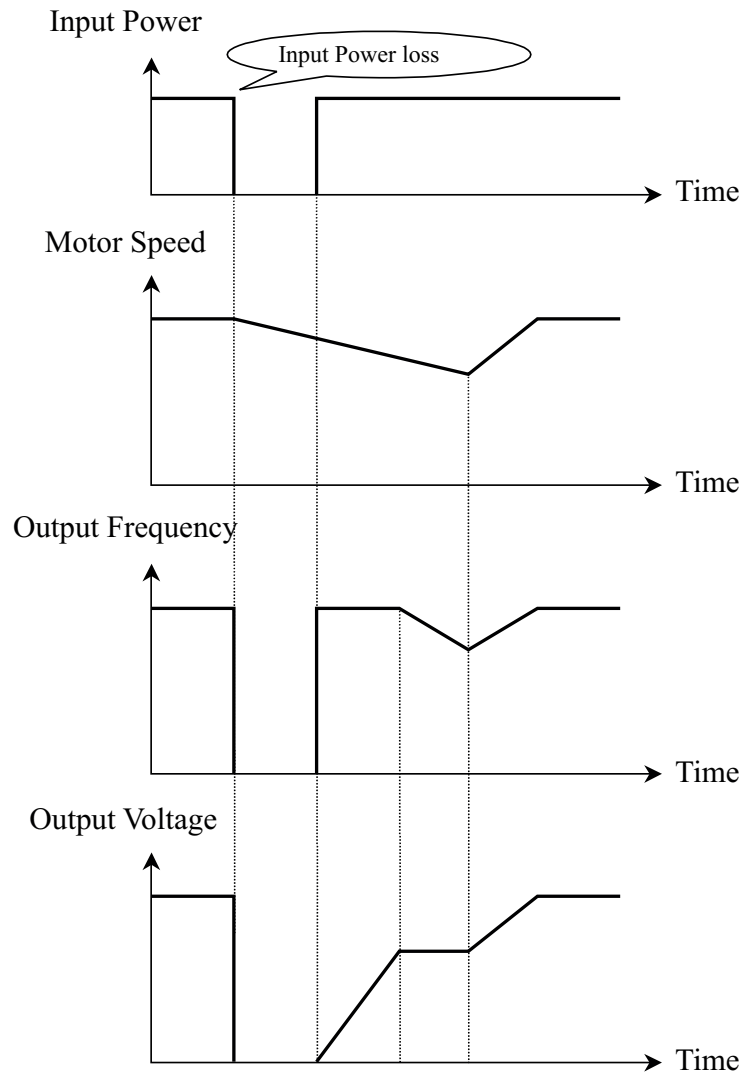 Input Power
Input Power loss
Time
Motor Speed
Time
Output Frequency
Time
Output Voltage
Time